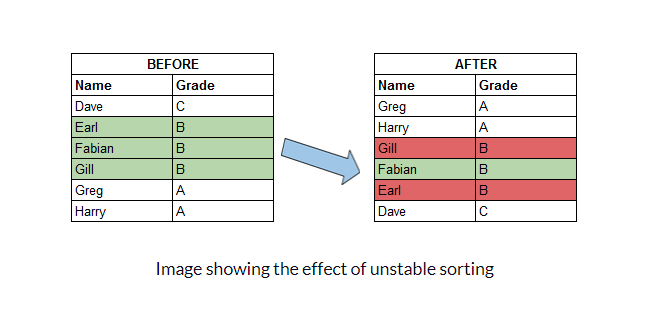 BEFORE
Name Grade
Dave C
Earl B
Fabian B
Gill B
Greg A
Harry A
AFTER
Name Grade
Greg A
Harry A
Gill B
Fabian B
Earl B
Dave C
Image showing the effect of unstable sorting